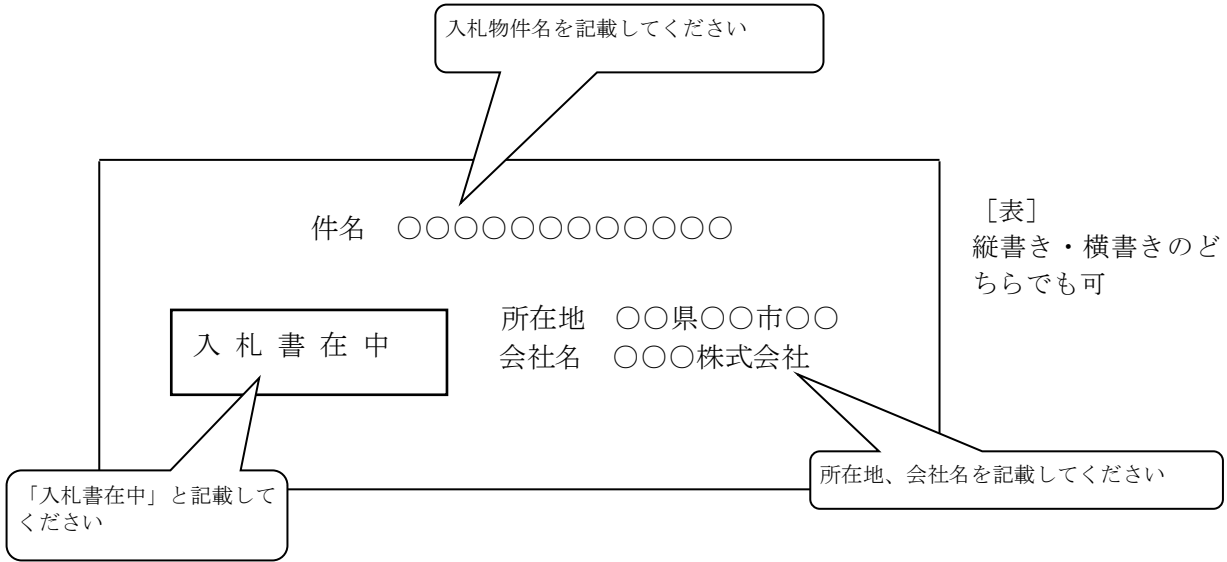 入札物件名を記載してください
件名　○○○○○○○○○○○○
［表］
縦書き・横書きのど
ちらでも可
所在地　○○県○○市○○
会社名　○○○株式会社
入 札 書 在 中
所在地、会社名を記載してください
「入札書在中」と記載して
ください